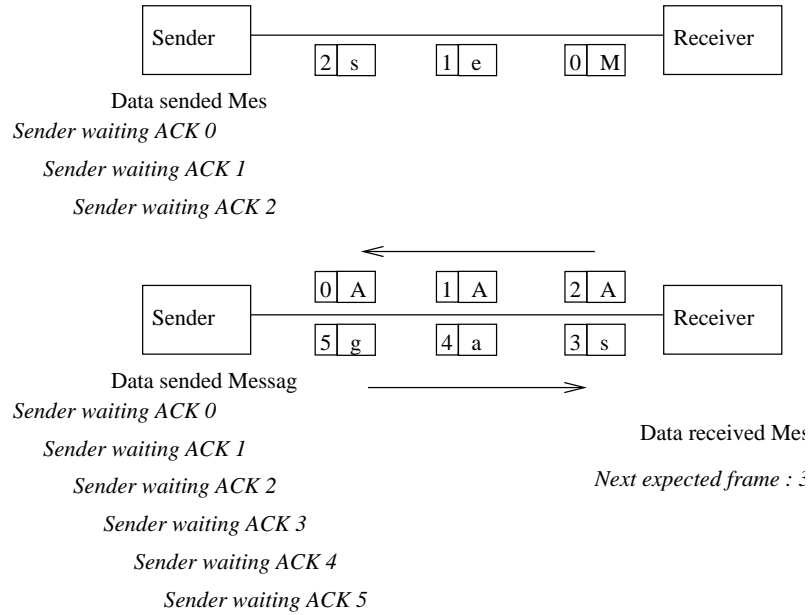 Sender
Receiver
2 s 1 e 0 M
Data sended Mes
Sender waiting ACK 0
Sender waiting ACK 1
Sender waiting ACK 2
0 A 1 A 2 A
Sender
Receiver
5 g 4 a 3 s
Data sended Messag
Sender waiting ACK 0
Data received Mes
Sender waiting ACK 1
Next expected frame : 3
Sender waiting ACK 2
Sender waiting ACK 3
Sender waiting ACK 4
Sender waiting ACK 5